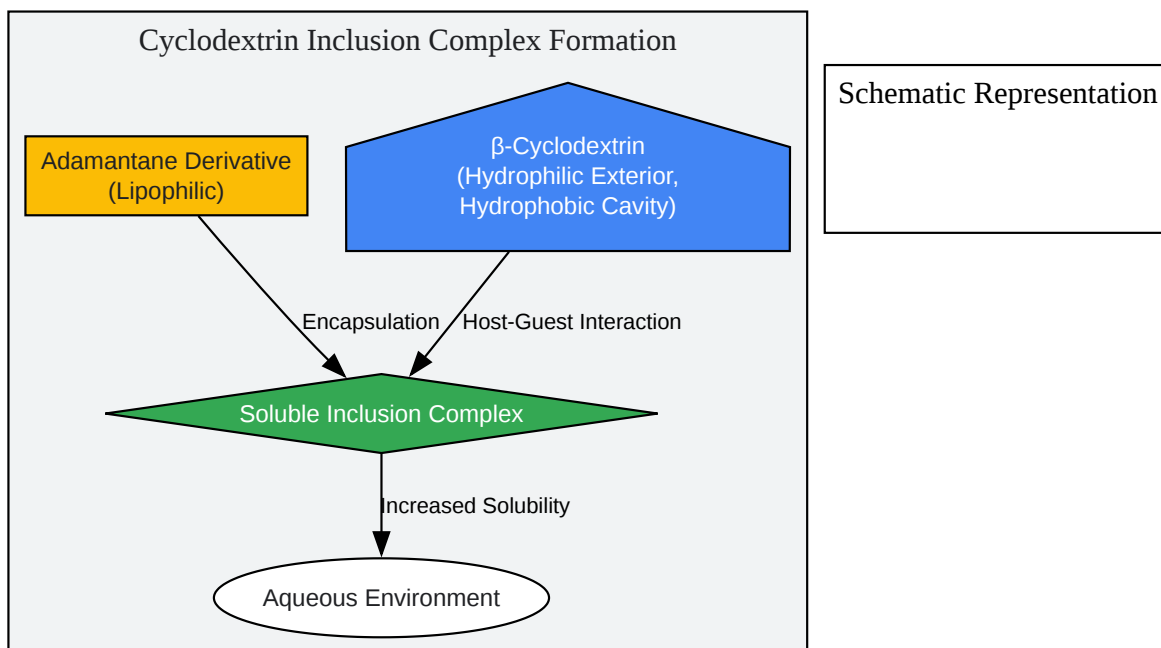 Cyclodextrin Inclusion Complex Formation
Schematic Representation
Adamantane Derivative
(Lipophilic)
β-Cyclodextrin
(Hydrophilic Exterior,
Hydrophobic Cavity)
Encapsulation
Host-Guest Interaction
Soluble Inclusion Complex
Increased Solubility
Aqueous Environment